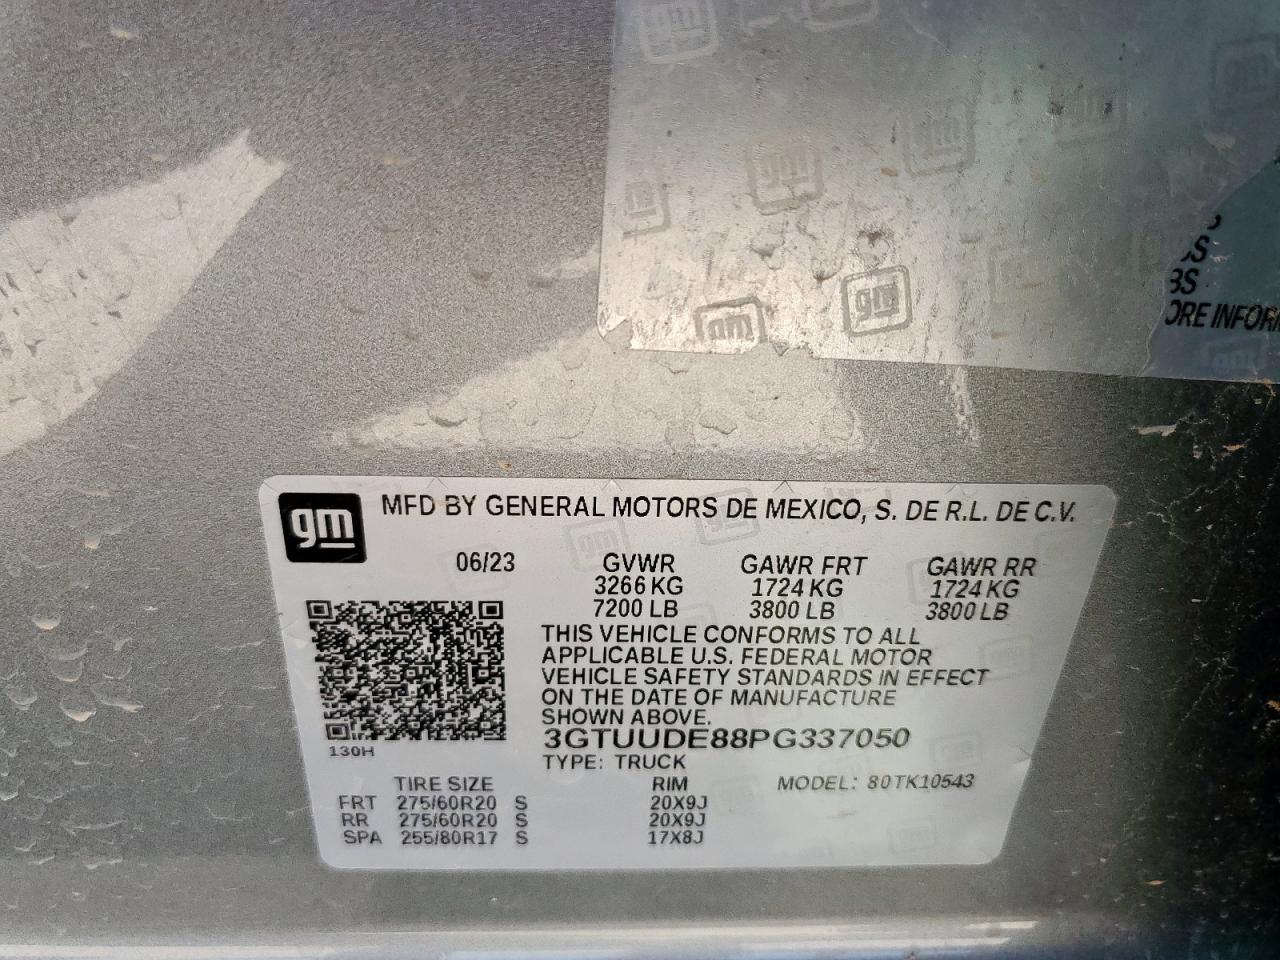 gm
gm
BS
ORE INFOR
gm MFD BY GENERAL MOTORS DE MEXICO, S. DE R.L. DE C.V.
06/23 GVWR GAWR FRT GAWR RR
3266 KG 1724 KG 1724 KG
7200 LB 3800 LB 3800 LB
THIS VEHICLE CONFORMS TO ALL
APPLICABLE U.S. FEDERAL MOTOR
VEHICLE SAFETY STANDARDS IN EFFECT
ON THE DATE OF MANUFACTURE
SHOWN ABOVE.
3GTUUDE88PG337050
130H
TYPE: TRUCK
TIRE SIZE RIM MODEL: 80TK10543
FRT 275/60R20 S 20X9J
RR 275/60R20 S 20X9J
SPA 255/80R17 S 17X8J